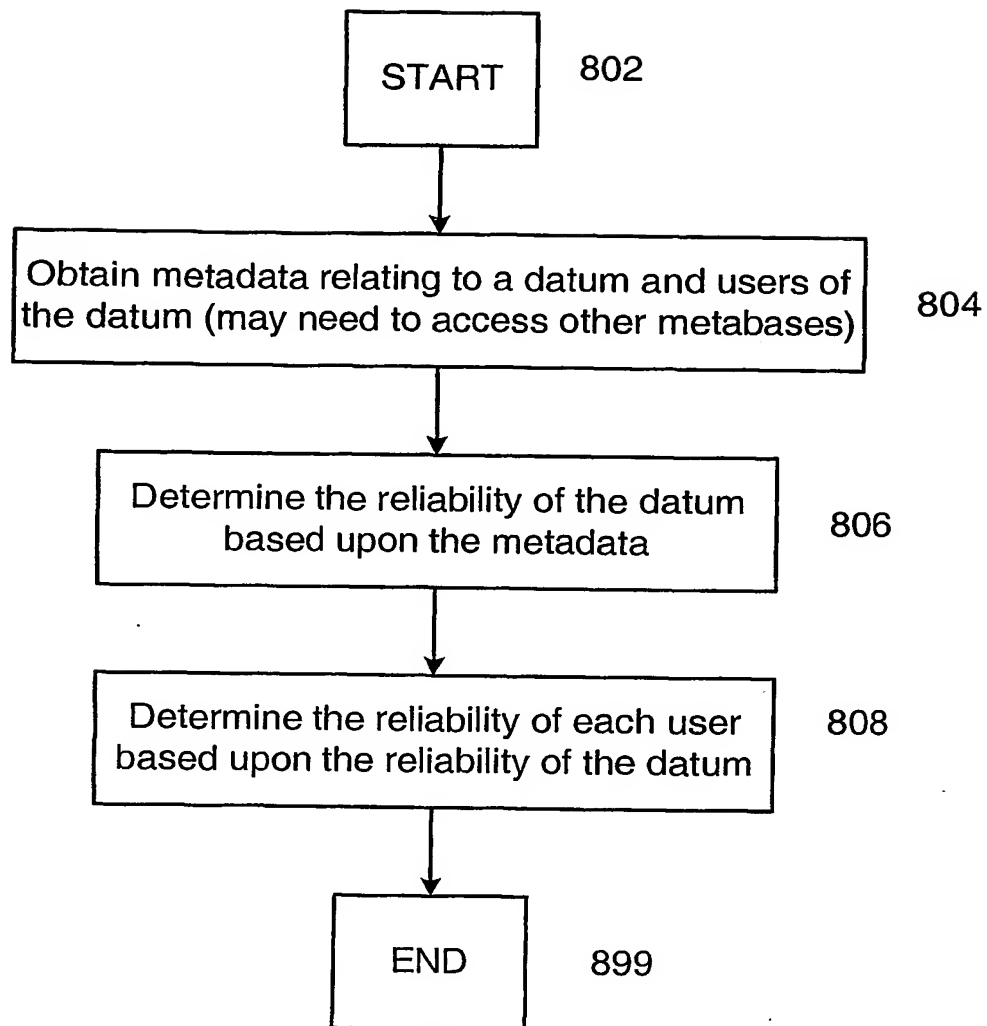 START
802
Obtain metadata relating to a datum and users of
the datum (may need to access other metabases)
804
Determine the reliability of the datum
based upon the metadata
806
Determine the reliability of each user
based upon the reliability of the datum
808
END
899